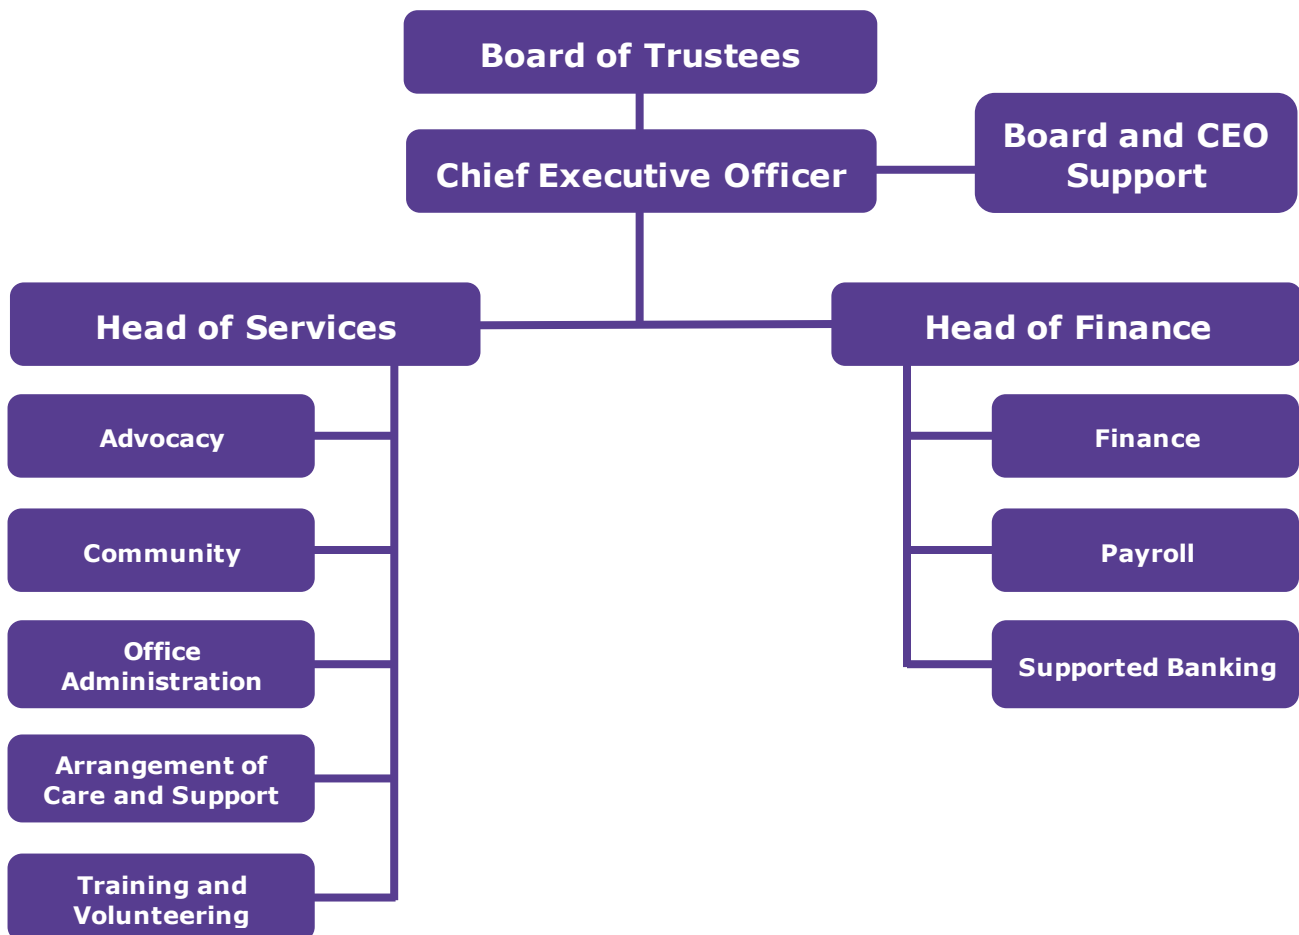 Board of Trustees
Chief Executive Officer
Board and CEO
Support
Head of Services
Head of Finance
Advocacy
Community
Office
Administration
Arrangement of
Care and Support
Training and
Volunteering
Finance
Payroll
Supported Banking